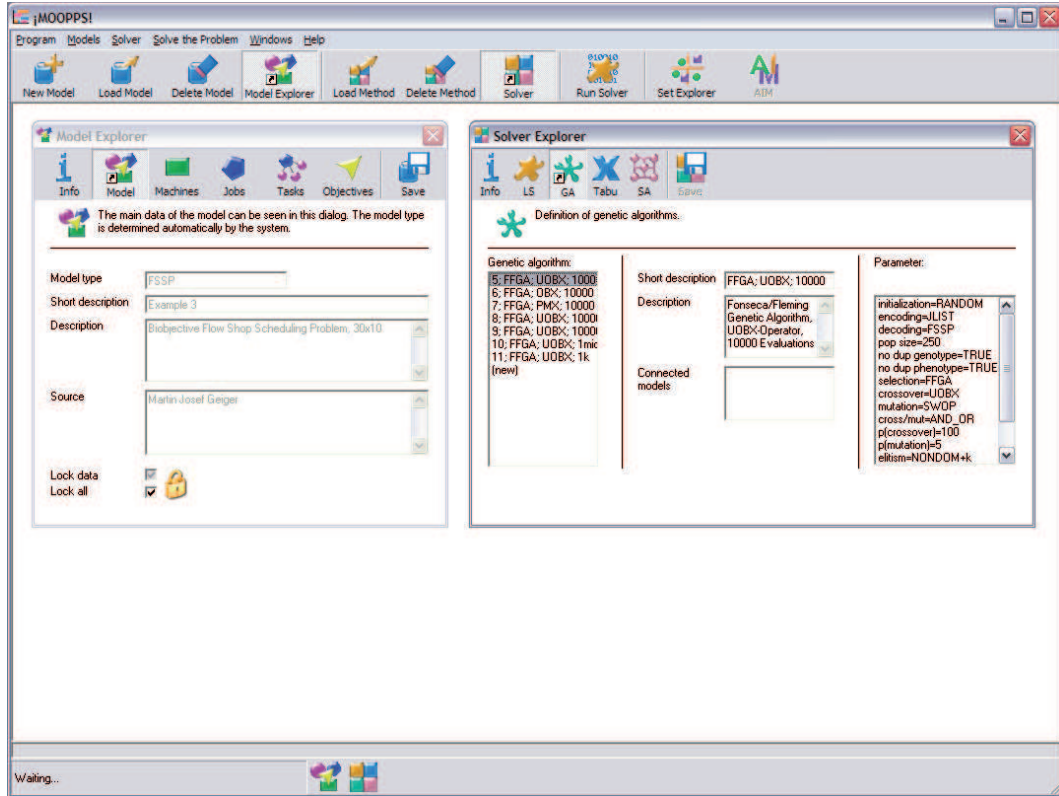 ¡MOOPPS!
Program Models Solver Solve the Problem Windows Help
New Model Load Model Delete Model Model Explorer Load Method Delete Method Solver Run Solver Set Explorer AIM
Model Explorer
Info Model Machines Jobs Tasks Objectives Save
The main data of the model can be seen in this dialog. The model type
is determined automatically by the system.
Model type FSSP
Short description Example 3
Description Biobjective Flow Shop Scheduling Problem, 30x10
Source Martin Josef Geiger
Lock data
Lock all
Solver Explorer
Info LS GA Tabu SA Save
Definition of genetic algorithms.
Genetic algorithm:
5; FFGA; UOBX; 1000
6; FFGA; OBX; 10000
7; FFGA; PMX; 10000
8; FFGA; UOBX; 1000
9; FFGA; UOBX; 1000
10; FFGA; UOBX; 1mic
11; FFGA; UOBX; 1k
(new)
Short description FFGA; UOBX; 10000
Description Fonseca/Fleming
Genetic Algorithm,
UOBX-Operator,
10000 Evaluations
Connected
models
Parameter:
initialization=RANDOM
encoding=JLIST
decoding=FSSP
pop size=250
no dup genotype=TRUE
no dup phenotype=TRUE
selection=FFGA
crossover=UOBX
mutation=SWOP
cross/mut=AND_OR
p(crossover)=100
p(mutation)=5
elitism=NONDOM+k
Waiting...